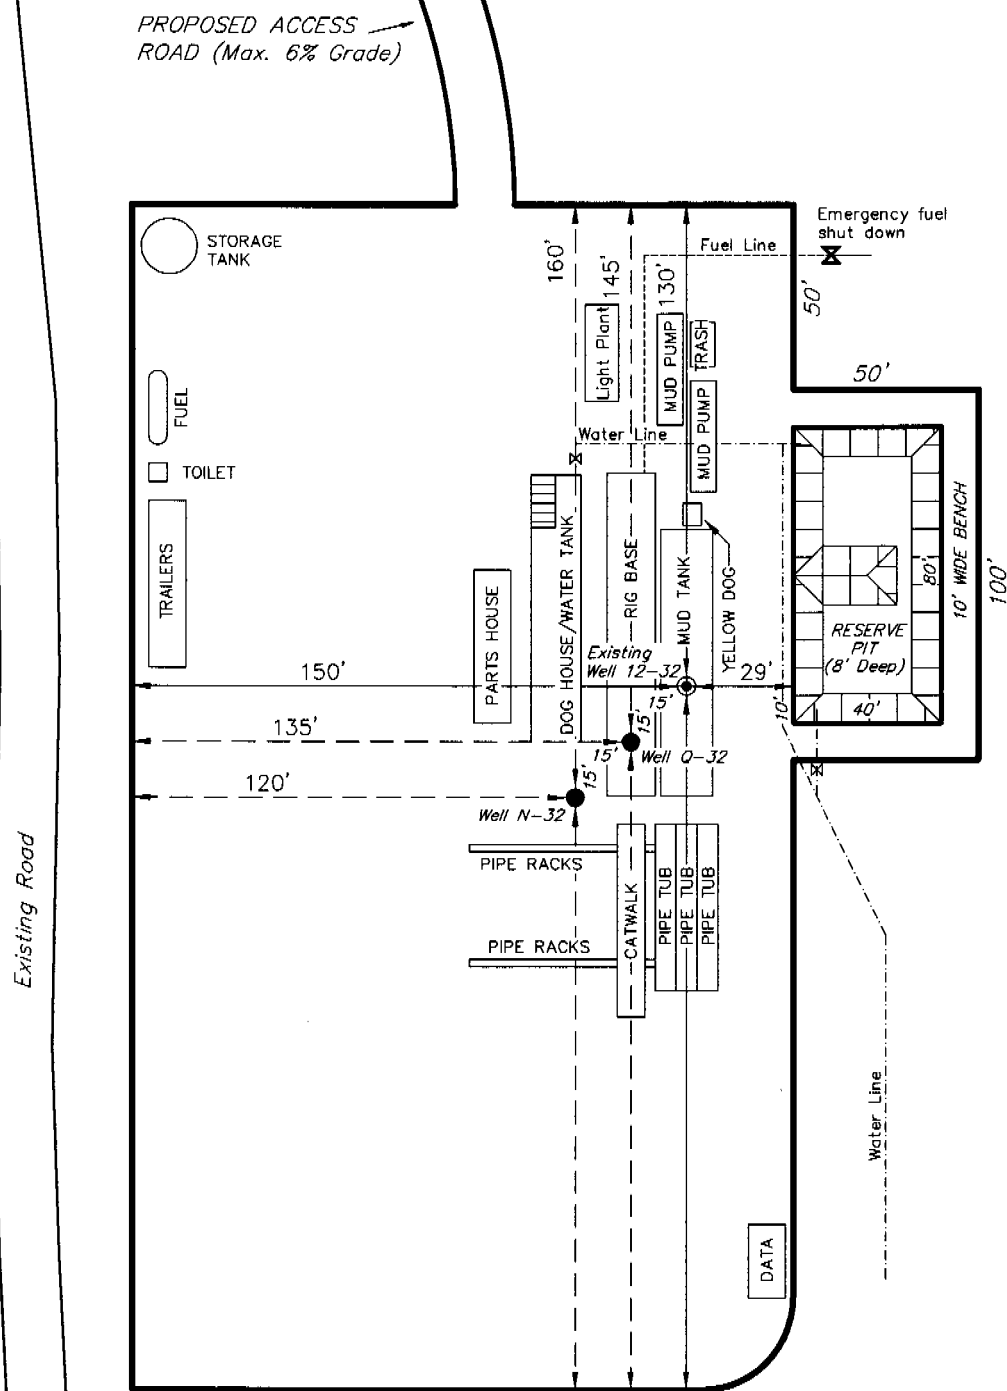 PROPOSED ACCESS
ROAD (Max. 6% Grade)
STORAGE
TANK
160'
145'
130'
Fuel Line
Emergency fuel
shut down
50'
Light Plant
MUD PUMP
TRASH
MUD PUMP
50'
FUEL
TOILET
TRAILERS
Water Line
PARTS HOUSE
DOG HOUSE/WATER TANK
RIG BASE
MUD TANK
YELLOW DOG
10' WIDE BENCH
100'
80'
RESERVE
PIT
(8' Deep)
40'
Existing
Well 12-32
150'
29'
15'
15'
10'
135'
15'
Well O-32
120'
15'
Well N-32
PIPE RACKS
PIPE RACKS
CATWALK
PIPE TUB
PIPE TUB
PIPE TUB
Existing Road
Water Line
DATA